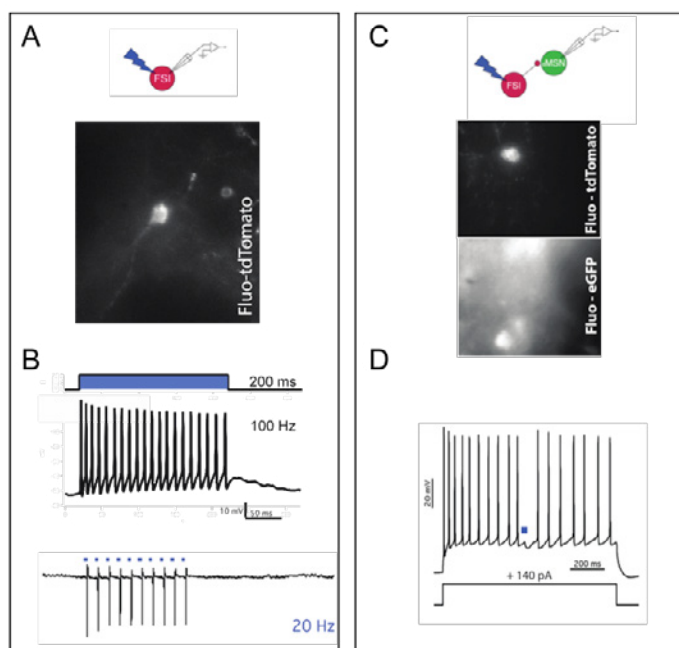 A
FSI
Fluo-tdTomato
B
200 ms
100 Hz
10 mV
50 ms
20 Hz
C
FSI
MSN
Fluo - tdTomato
Fluo - eGFP
D
20 mV
200 ms
+ 140 pA